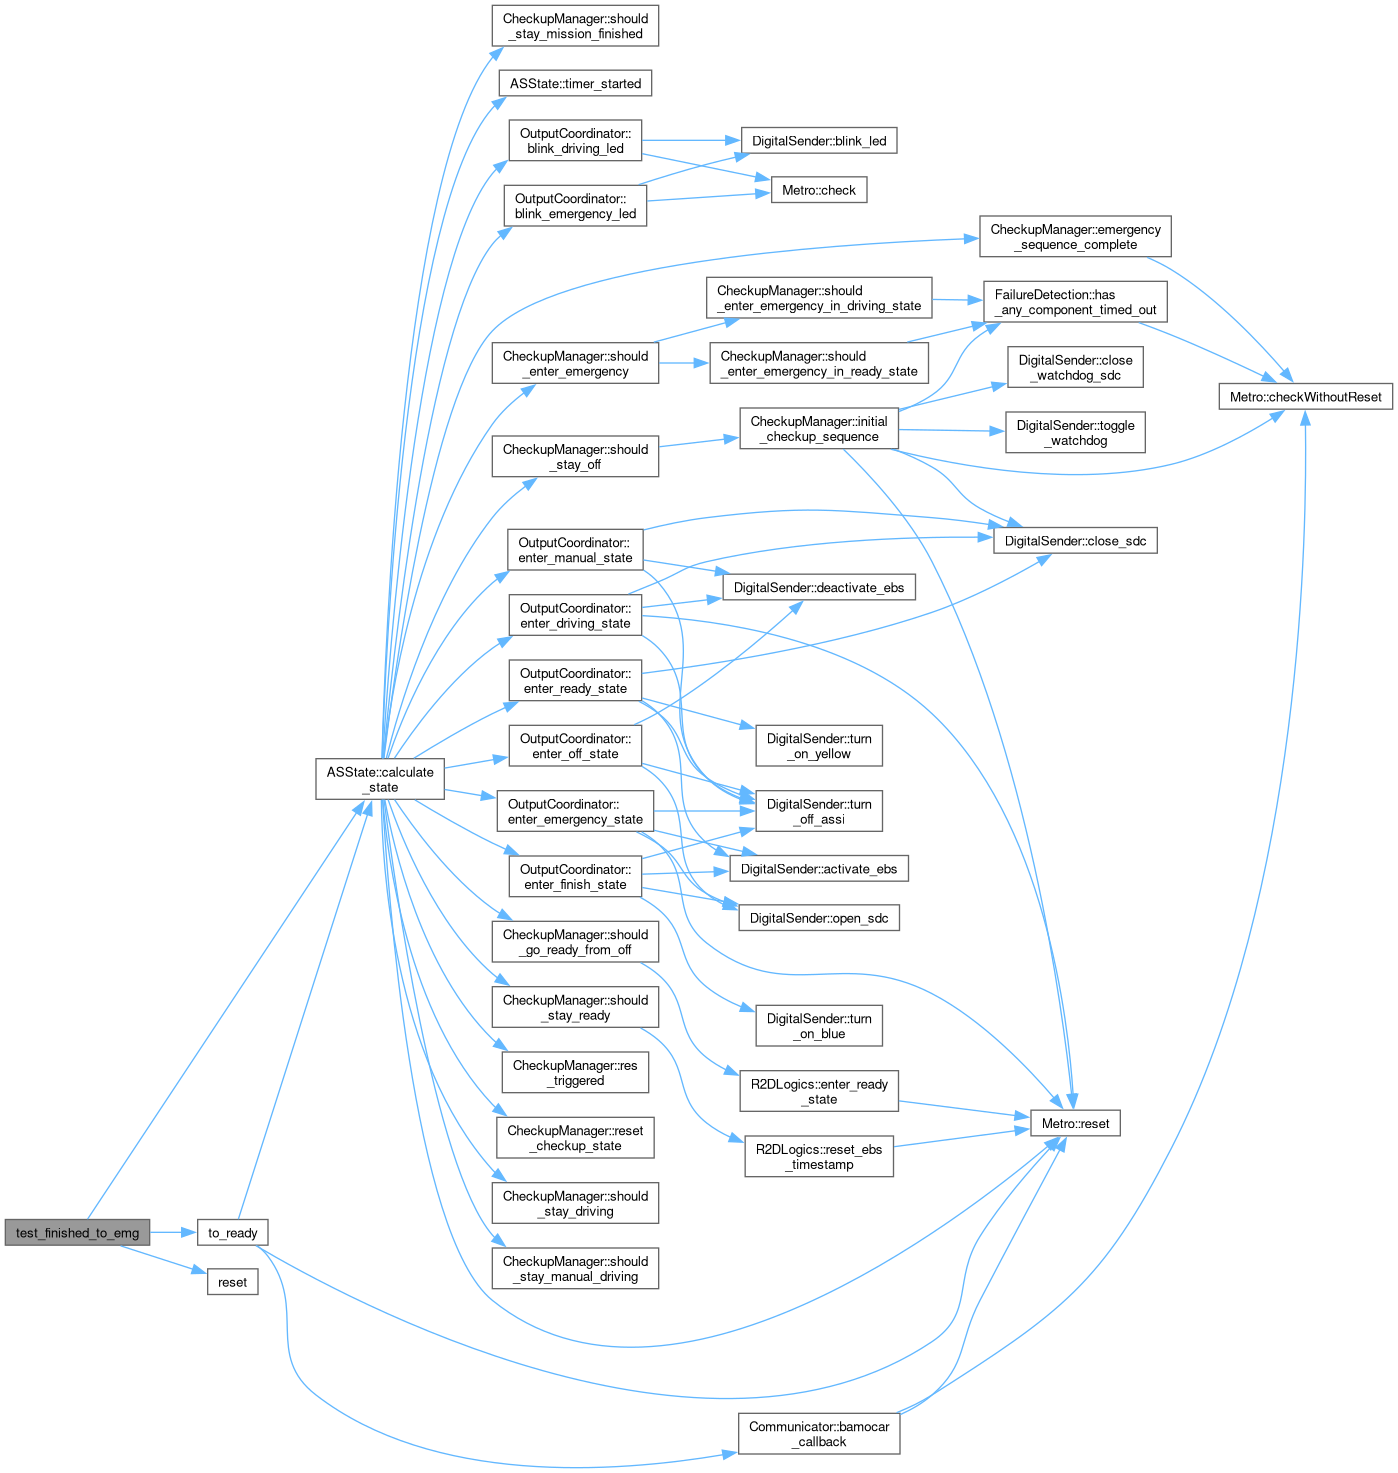 CheckupManager::should
_stay_mission_finished
ASState::timer_started
OutputCoordinator::
blink_driving_led
DigitalSender::blink_led
Metro::check
OutputCoordinator::
blink_emergency_led
CheckupManager::emergency
_sequence_complete
CheckupManager::should
_enter_emergency_in_driving_state
FailureDetection::has
_any_component_timed_out
CheckupManager::should
_enter_emergency
CheckupManager::should
_enter_emergency_in_ready_state
DigitalSender::close
_watchdog_sdc
Metro::checkWithoutReset
CheckupManager::initial
_checkup_sequence
DigitalSender::toggle
_watchdog
CheckupManager::should
_stay_off
OutputCoordinator::
enter_manual_state
DigitalSender::close_sdc
DigitalSender::deactivate_ebs
OutputCoordinator::
enter_driving_state
OutputCoordinator::
enter_ready_state
OutputCoordinator::
enter_off_state
DigitalSender::turn
_on_yellow
ASState::calculate
_state
OutputCoordinator::
enter_emergency_state
DigitalSender::turn
_off_assi
OutputCoordinator::
enter_finish_state
DigitalSender::activate_ebs
DigitalSender::open_sdc
CheckupManager::should
_go_ready_from_off
CheckupManager::should
_stay_ready
DigitalSender::turn
_on_blue
CheckupManager::res
_triggered
R2DLogics::enter_ready
_state
Metro::reset
CheckupManager::reset
_checkup_state
R2DLogics::reset_ebs
_timestamp
CheckupManager::should
_stay_driving
test_finished_to_emg
to_ready
CheckupManager::should
_stay_manual_driving
reset
Communicator::bamocar
_callback